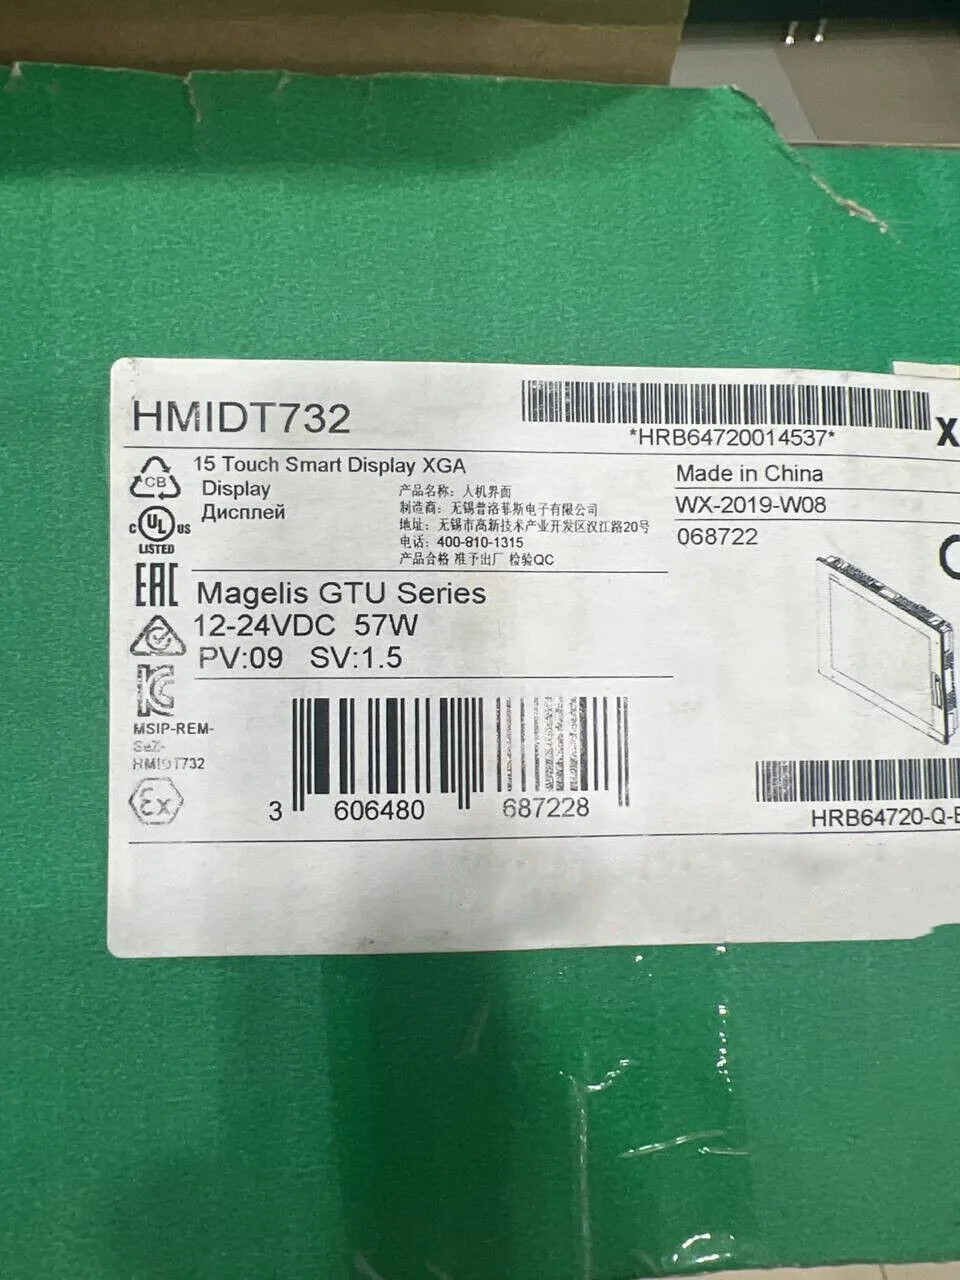 HMIDT732
*HRB64720014537*
X
15 Touch Smart Display XGA
Display
Дисплей
产品名称：人机界面
制造商：无锡普洛菲斯电子有限公司
地址：无锡市高新技术产业开发区汉江路20号
电话：400-810-1315
产品合格 准予出厂 检验QC
Made in China
WX-2019-W08
068722
CB
c UL us
LISTED
EAC
Magelis GTU Series
12-24VDC 57W
PV:09 SV:1.5
MSIP-REM-
SeZ-
HMIDT732
Ex
3 606480 687228
HRB64720-Q-E